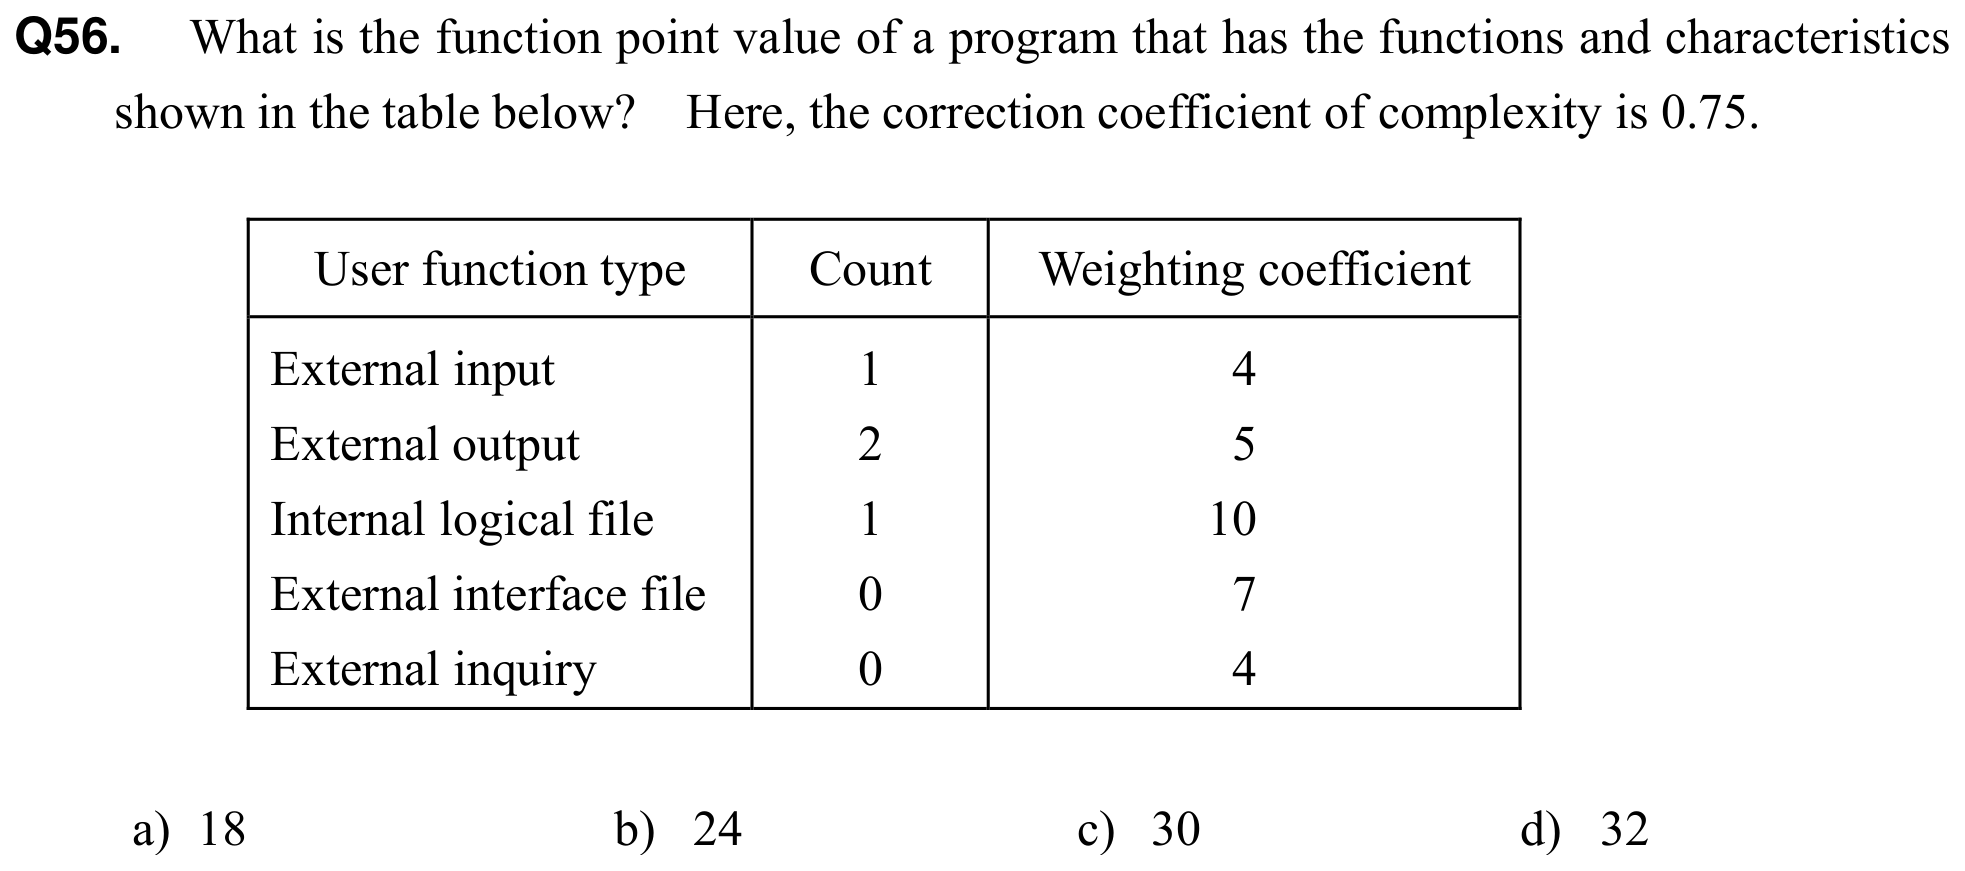 Q56. What is the function point value of a program that has the functions and characteristics
shown in the table below? Here, the correction coefficient of complexity is 0.75.
User function type Count Weighting coefficient
External input 1 4
External output 2 5
Internal logical file 1 10
External interface file 0 7
External inquiry 0 4
a) 18 b) 24 c) 30 d) 32